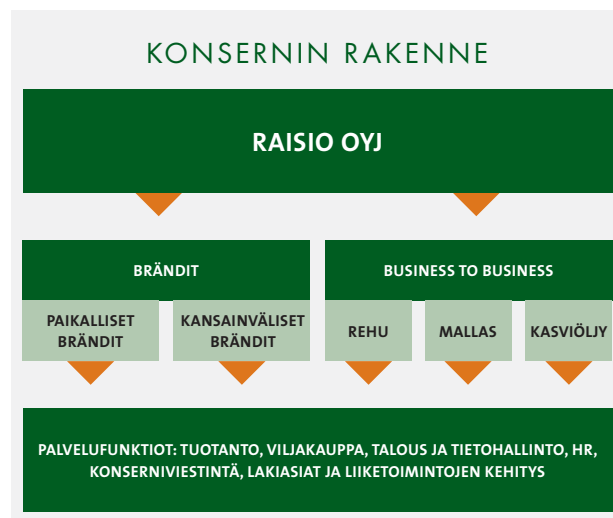 KONSERNIN RAKENNE
RAISIO OYJ
BRÄNDIT
BUSINESS TO BUSINESS
PAIKALLISET
BRÄNDIT
KANSAINVÄLISET
BRÄNDIT
REHU
MALLAS
KASVIÖLJY
PALVELUFUNKTIOT: TUOTANTO, VILJAKAUPPA, TALOUS JA TIETOHALLINTO, HR,
KONSERNIVIESTINTÄ, LAKIASIAT JA LIIKETOIMINTOJEN KEHITYS